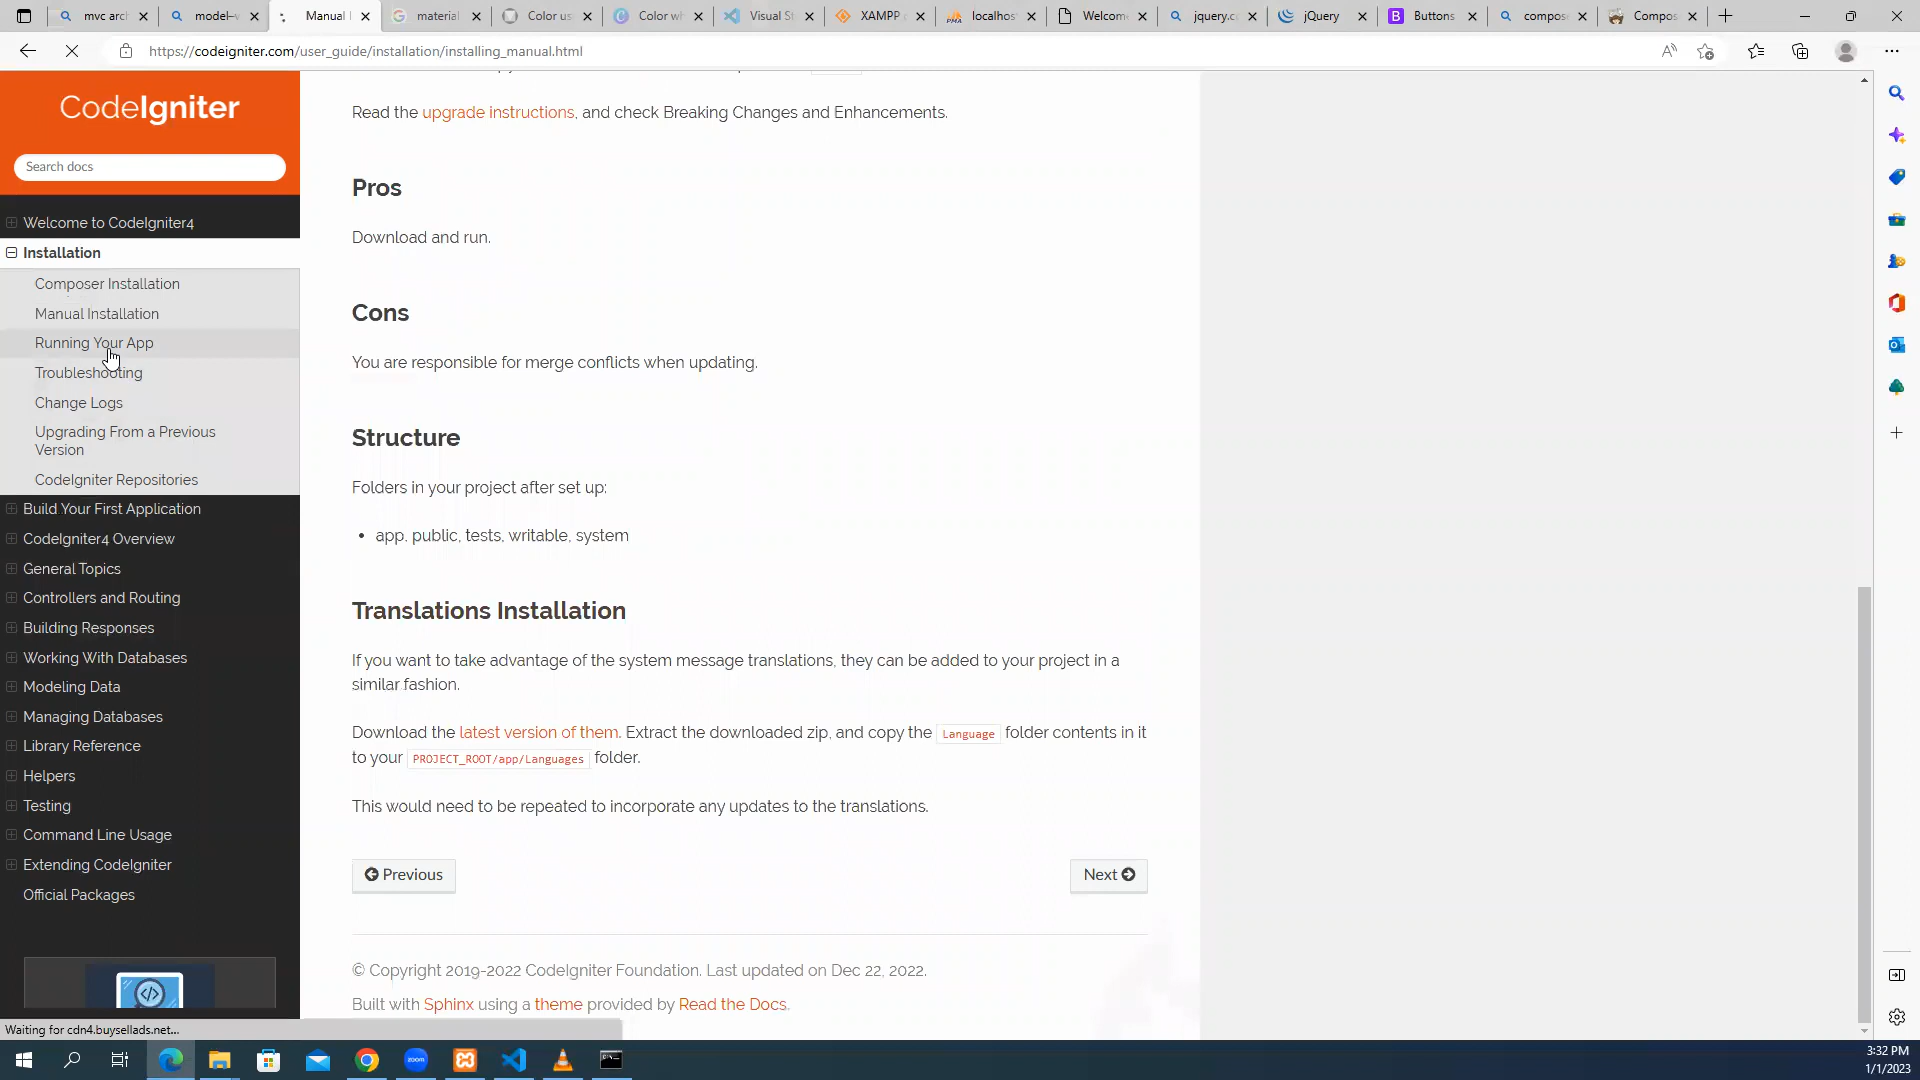 mvc arc
model–v
Manual I
material
Color us
Color wh
Visual St
XAMPP c
localhos
Welcome
jquery.c
jQuery
Buttons
compos
Compos
https://codeigniter.com/user_guide/installation/installing_manual.html
CodeIgniter
Search docs
Welcome to CodeIgniter4
Installation
Composer Installation
Manual Installation
Running Your App
Troubleshooting
Change Logs
Upgrading From a Previous
Version
CodeIgniter Repositories
Build Your First Application
CodeIgniter4 Overview
General Topics
Controllers and Routing
Building Responses
Working With Databases
Modeling Data
Managing Databases
Library Reference
Helpers
Testing
Command Line Usage
Extending CodeIgniter
Official Packages
Read the upgrade instructions, and check Breaking Changes and Enhancements.
Pros
Download and run.
Cons
You are responsible for merge conflicts when updating.
Structure
Folders in your project after set up:
• app, public, tests, writable, system
Translations Installation
If you want to take advantage of the system message translations, they can be added to your project in a
similar fashion.
Download the latest version of them. Extract the downloaded zip, and copy the Language folder contents in it
to your PROJECT_ROOT/app/Languages folder.
This would need to be repeated to incorporate any updates to the translations.
Previous
Next
© Copyright 2019-2022 CodeIgniter Foundation. Last updated on Dec 22, 2022.
Built with Sphinx using a theme provided by Read the Docs.
Waiting for cdn4.buysellads.net...
zoom
3:32 PM
1/1/2023